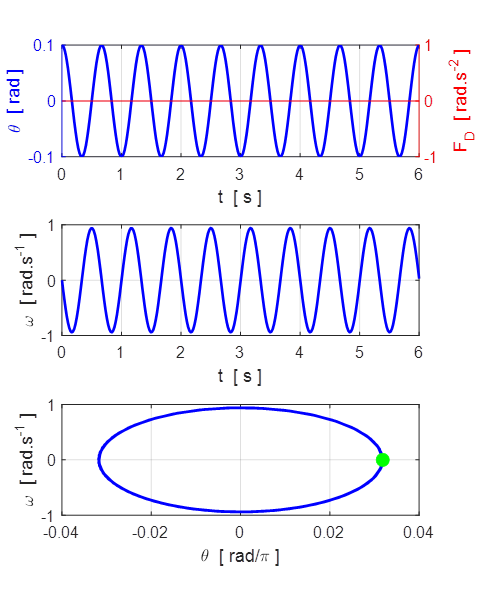 0.1
0
-0.1
θ [ rad ]
1
0
-1
F_D [ rad.s^-2 ]
0 1 2 3 4 5 6
t [ s ]
1
0
-1
ω [ rad.s^-1 ]
0 1 2 3 4 5 6
t [ s ]
1
0
-1
ω [ rad.s^-1 ]
-0.04 -0.02 0 0.02 0.04
θ [ rad/π ]